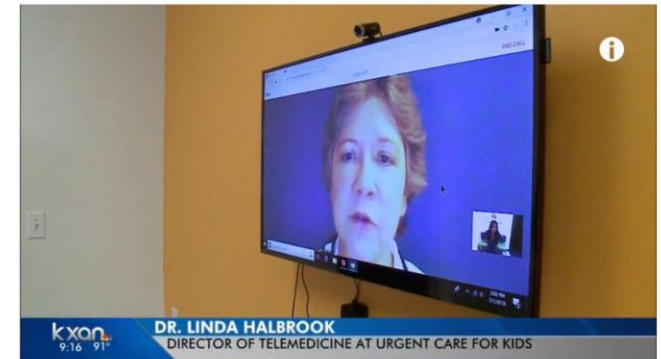 END CALL
i
kxan
DR. LINDA HALBROOK
DIRECTOR OF TELEMEDICINE AT URGENT CARE FOR KIDS
9:16 91°